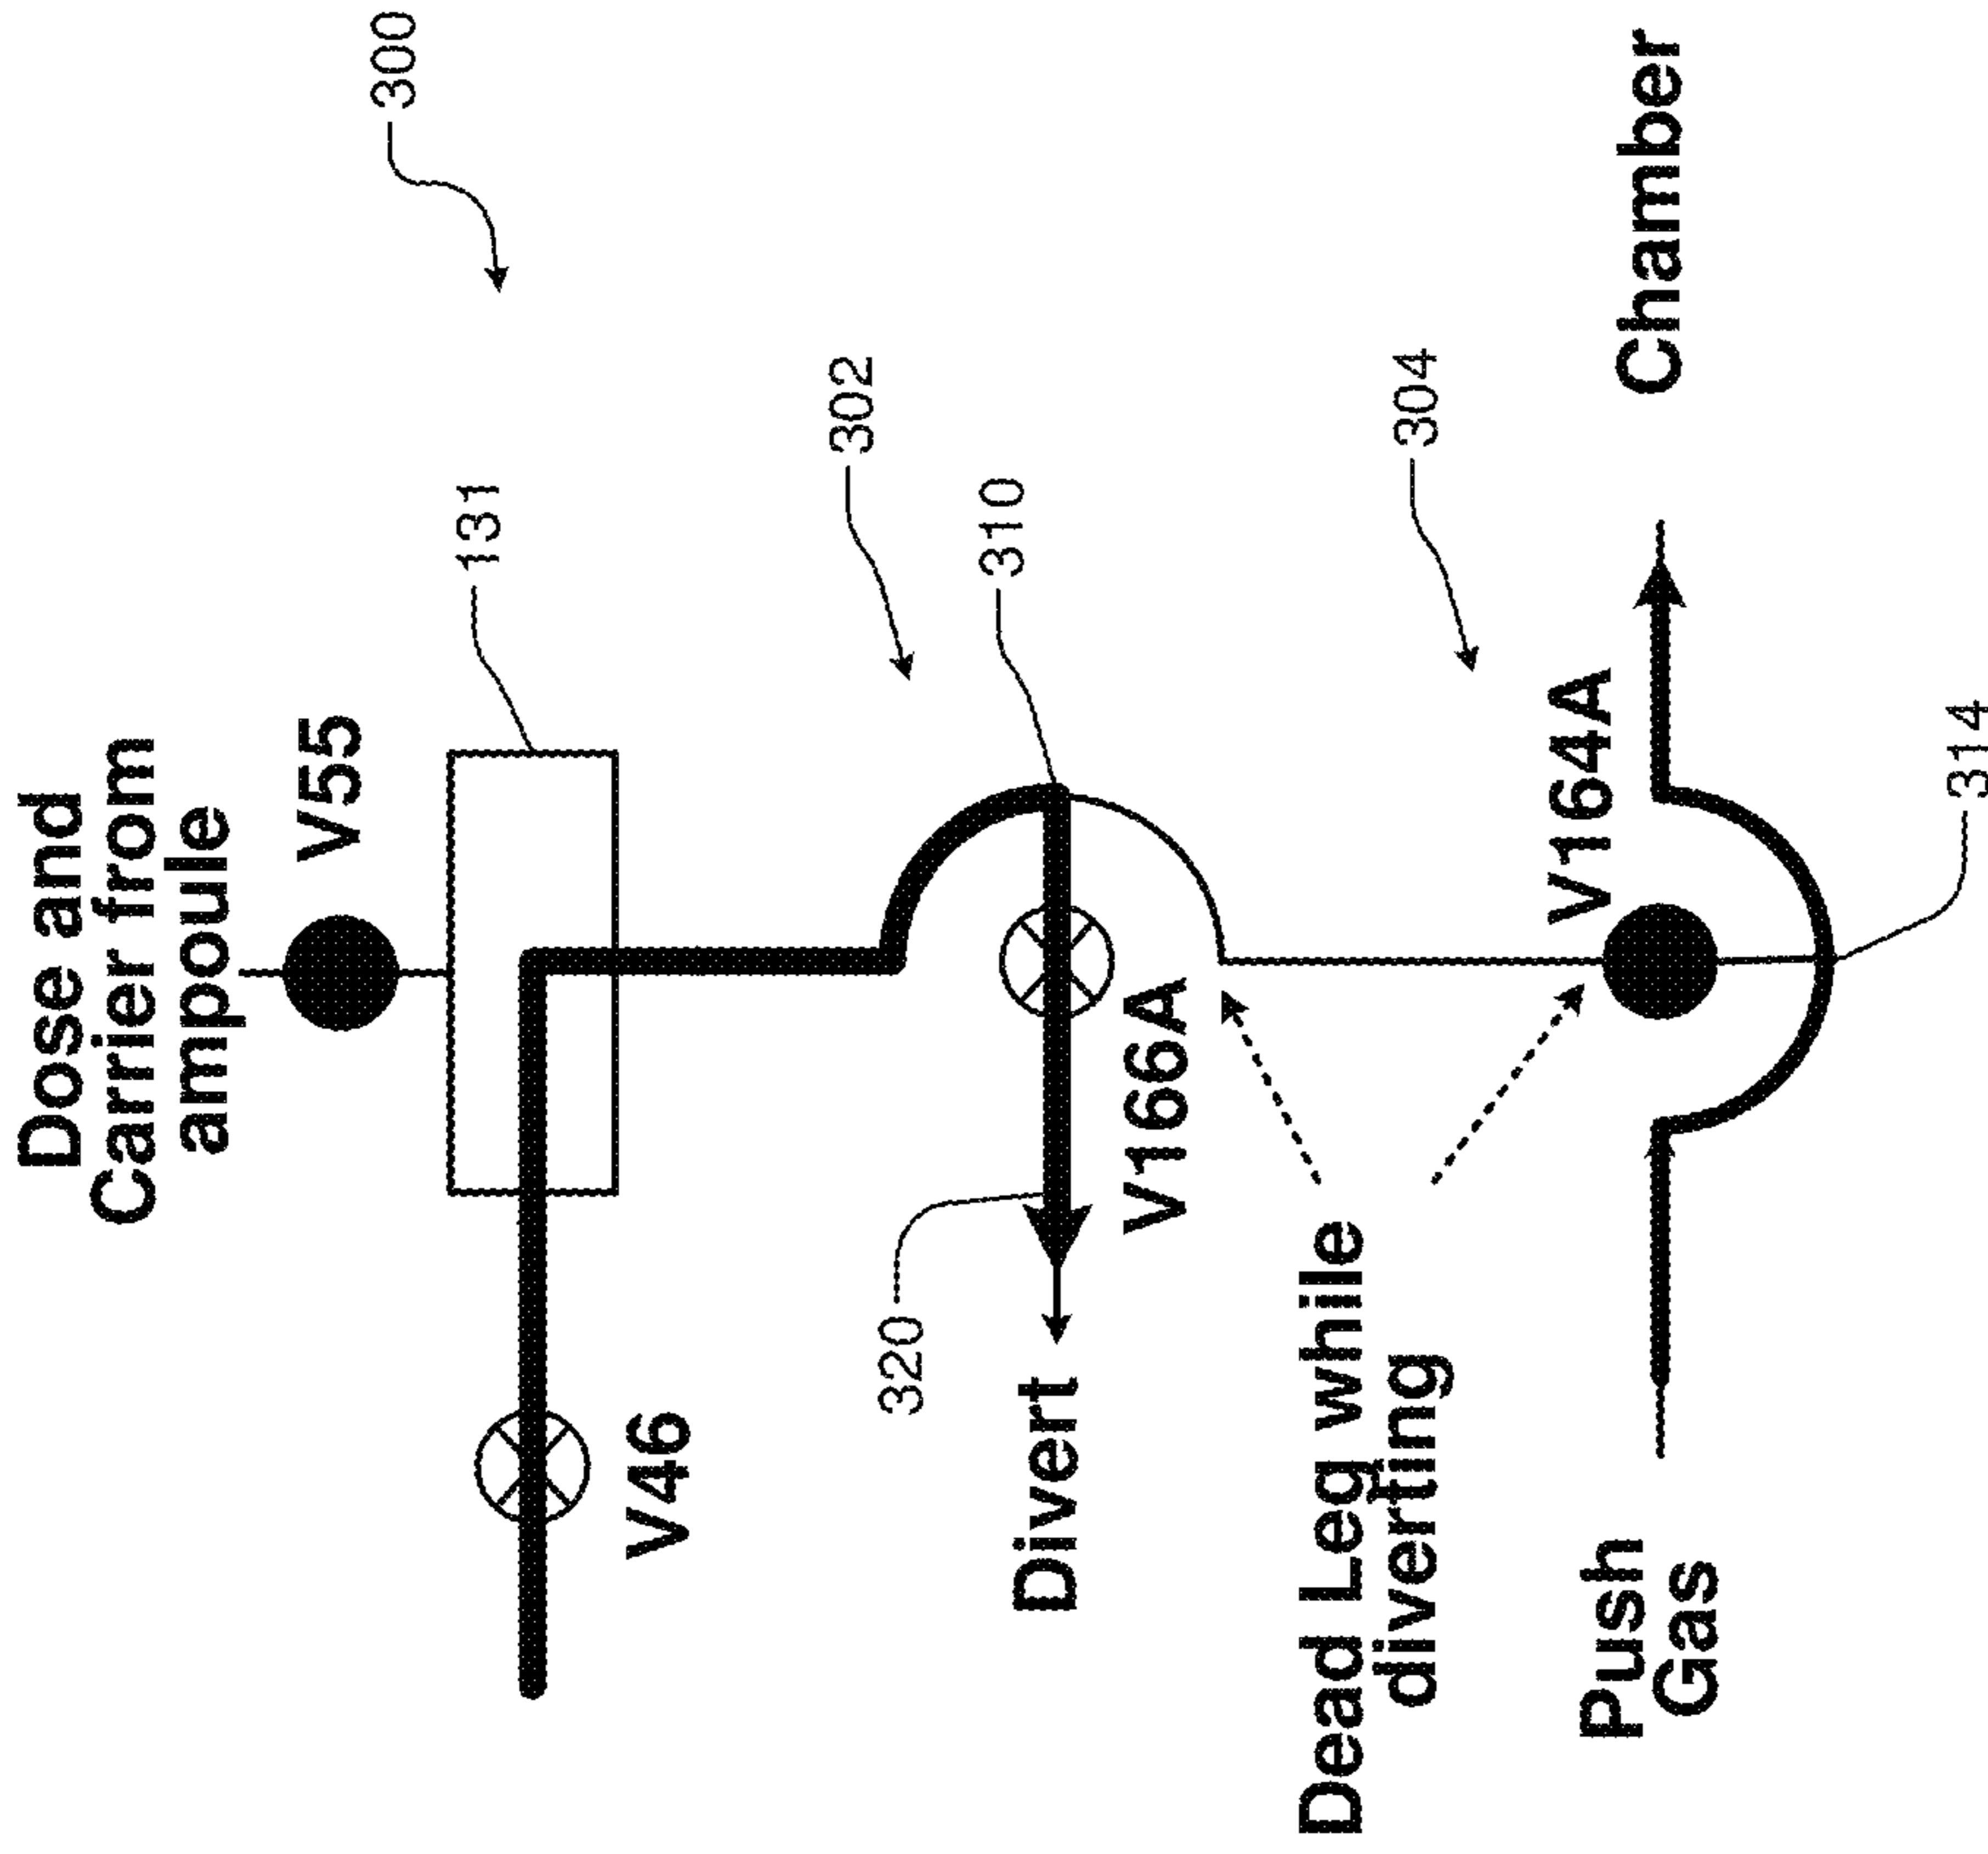 Dose and
Carrier from
ampoule
V55
300
131
V46
302
310
320
Divert
V166A
Dead Leg while
diverting
304
V164A
Push
Gas
Chamber
314